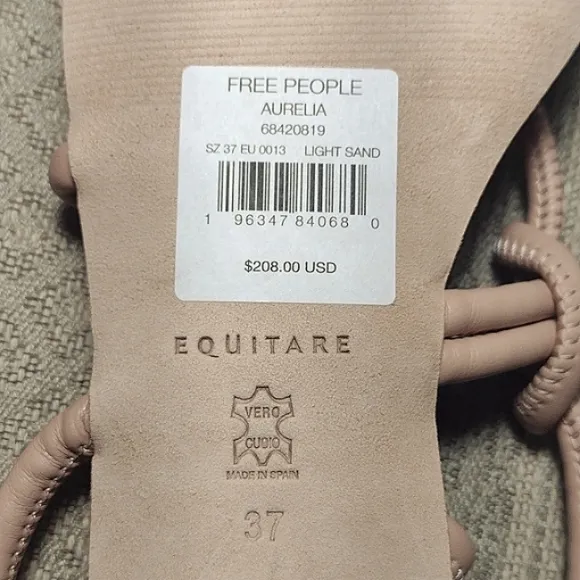 FREE PEOPLE
AURELIA
68420819
SZ 37 EU 0013 LIGHT SAND
1 96347 84068 0
$208.00 USD
EQUITARE
VERO
CUOIO
MADE IN SPAIN
37